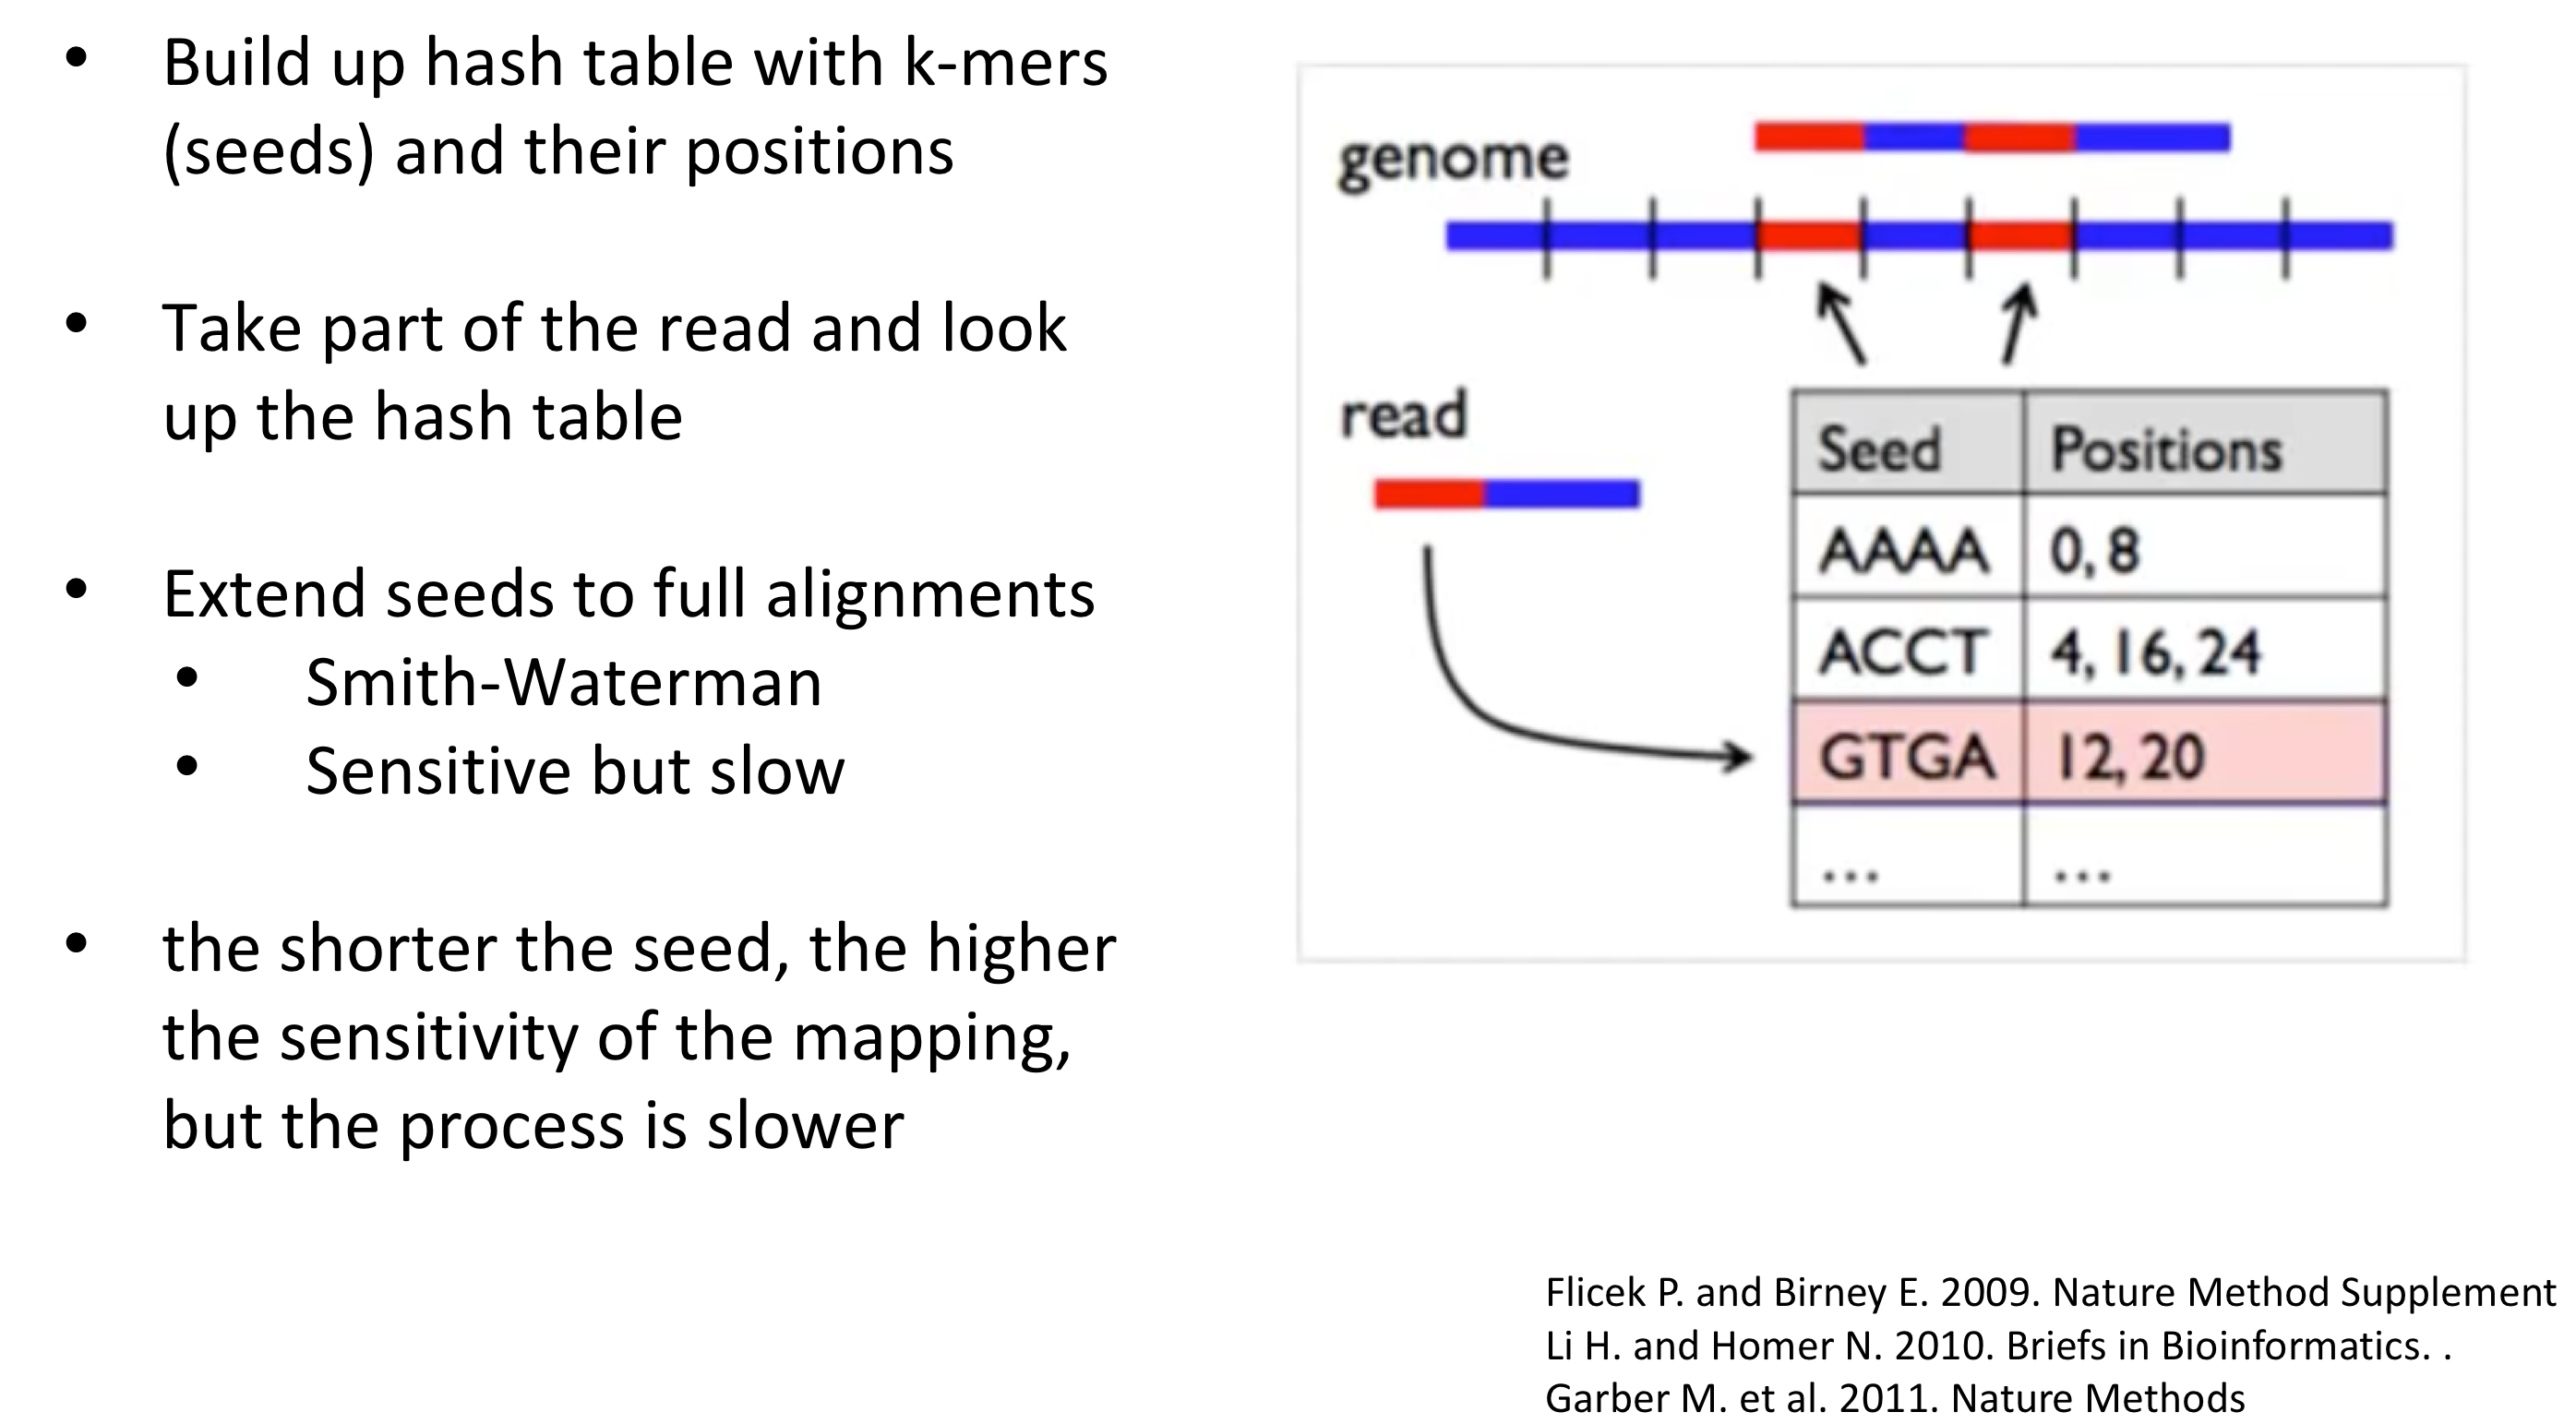 • Build up hash table with k-mers
(seeds) and their positions
• Take part of the read and look
up the hash table
• Extend seeds to full alignments
• Smith-Waterman
• Sensitive but slow
• the shorter the seed, the higher
the sensitivity of the mapping,
but the process is slower
genome
read
Seed Positions
AAAA 0, 8
ACCT 4, 16, 24
GTGA 12, 20
... ...
Flicek P. and Birney E. 2009. Nature Method Supplement
Li H. and Homer N. 2010. Briefs in Bioinformatics. .
Garber M. et al. 2011. Nature Methods